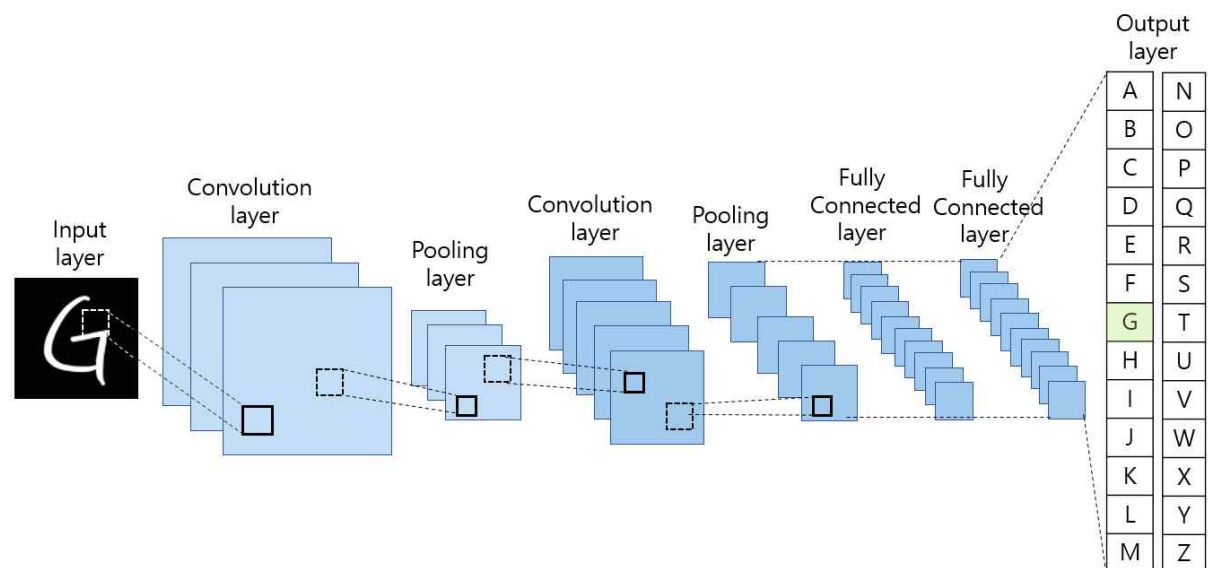 Input
layer
G
Convolution
layer
Pooling
layer
Convolution
layer
Pooling
layer
Fully
Connected
layer
Fully
Connected
layer
Output
layer
A N
B O
C P
D Q
E R
F S
G T
H U
I V
J W
K X
L Y
M Z